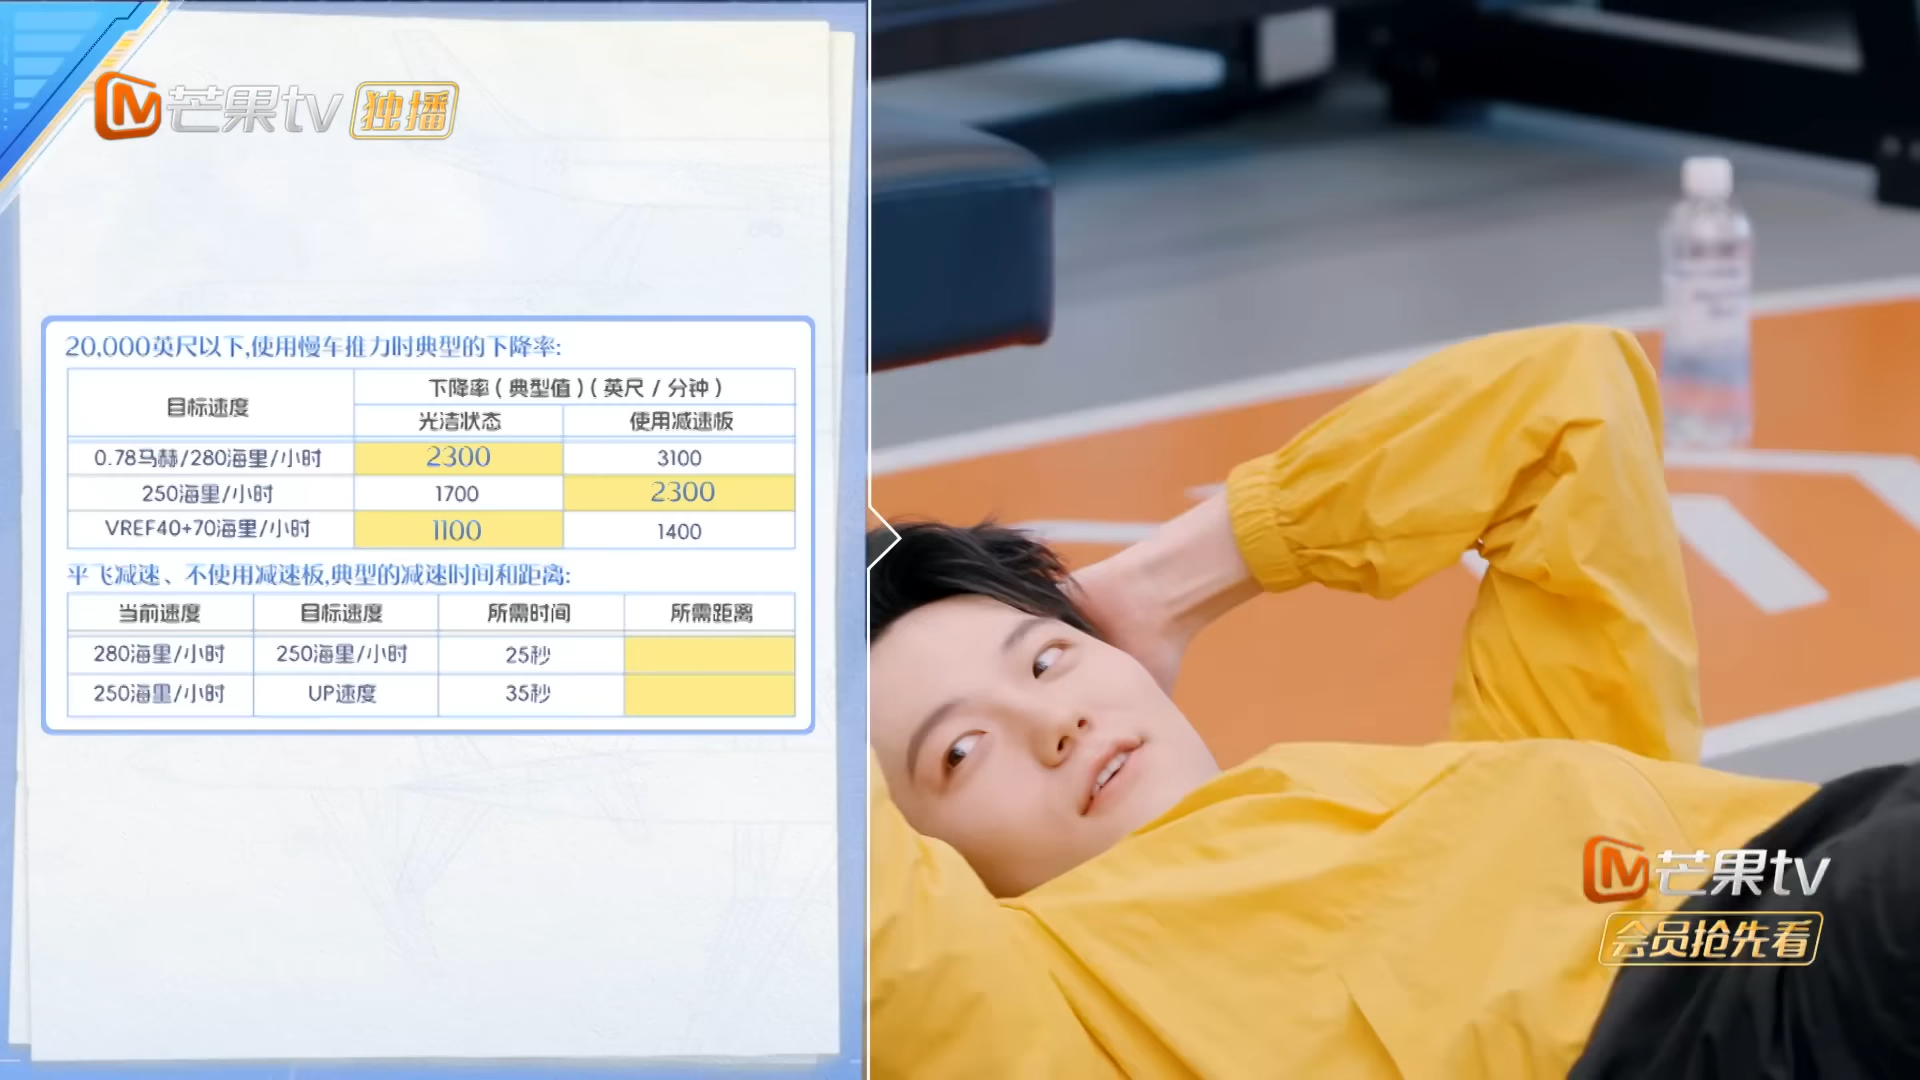 芒果tv 独播
20,000英尺以下,使用慢车推力时典型的下降率:
目标速度
下降率（典型值）（英尺 / 分钟）
光洁状态 使用减速板
0.78马赫/280海里/小时 2300 3100
250海里/小时 1700 2300
VREF40+70海里/小时 1100 1400
平飞减速、不使用减速板,典型的减速时间和距离:
当前速度 目标速度 所需时间 所需距离
280海里/小时 250海里/小时 25秒
250海里/小时 UP速度 35秒
芒果tv
会员抢先看